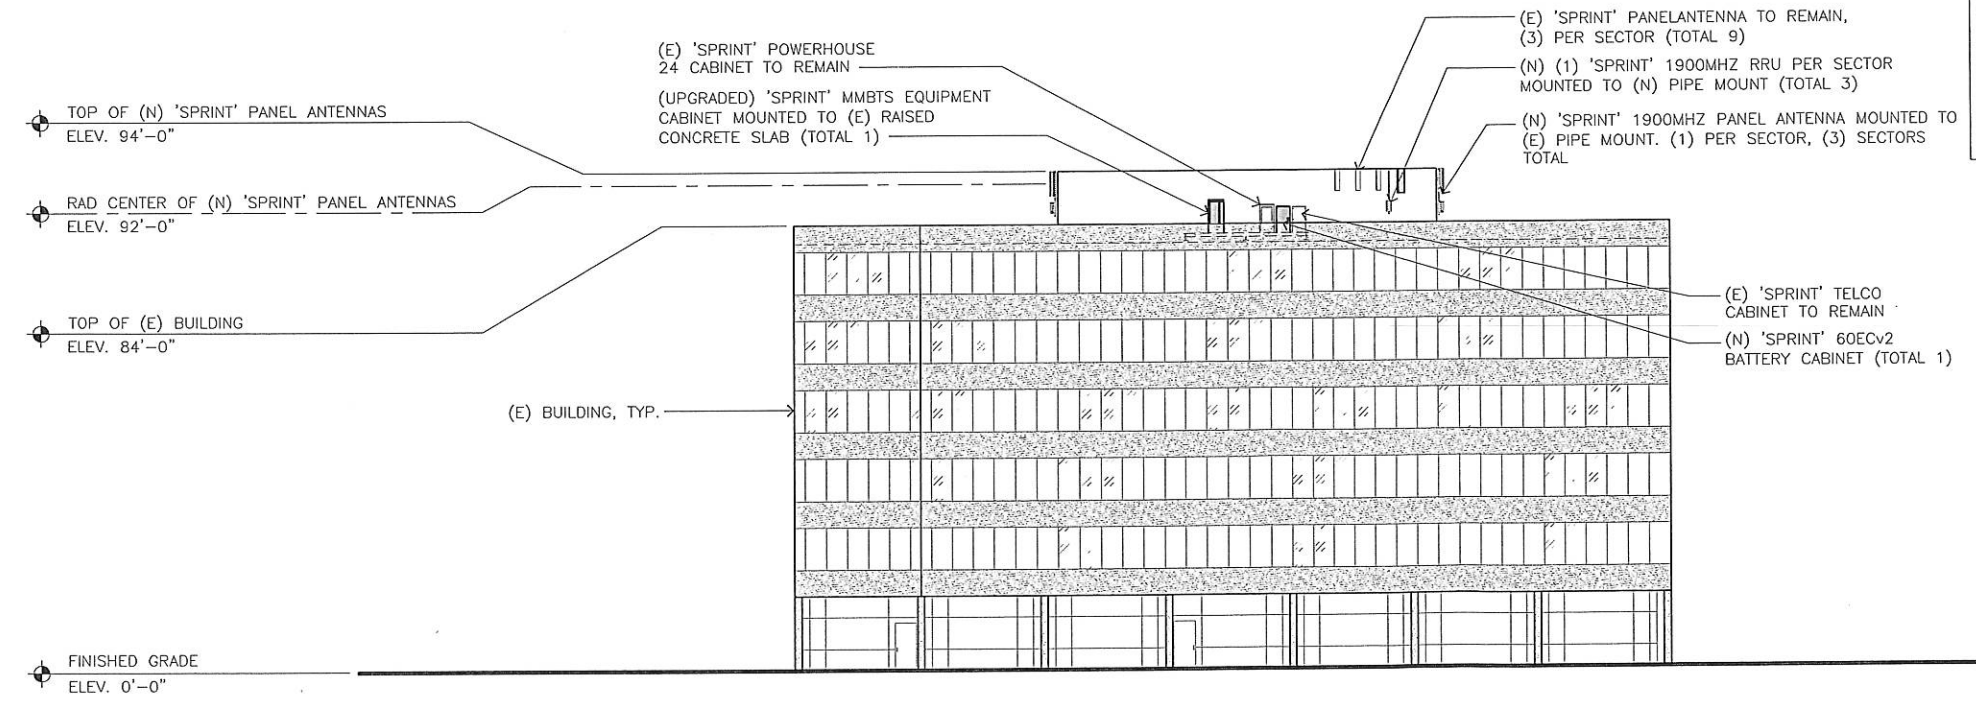 (E) 'SPRINT' PANELANTENNA TO REMAIN,
(3) PER SECTOR (TOTAL 9)
(E) 'SPRINT' POWERHOUSE
24 CABINET TO REMAIN
(N) (1) 'SPRINT' 1900MHZ RRU PER SECTOR
MOUNTED TO (N) PIPE MOUNT (TOTAL 3)
(UPGRADED) 'SPRINT' MMBTS EQUIPMENT
CABINET MOUNTED TO (E) RAISED
CONCRETE SLAB (TOTAL 1)
(N) 'SPRINT' 1900MHZ PANEL ANTENNA MOUNTED TO
(E) PIPE MOUNT. (1) PER SECTOR, (3) SECTORS
TOTAL
TOP OF (N) 'SPRINT' PANEL ANTENNAS
ELEV. 94'-0"
RAD CENTER OF (N) 'SPRINT' PANEL ANTENNAS
ELEV. 92'-0"
TOP OF (E) BUILDING
ELEV. 84'-0"
(E) 'SPRINT' TELCO
CABINET TO REMAIN
(N) 'SPRINT' 60ECv2
BATTERY CABINET (TOTAL 1)
(E) BUILDING, TYP.
FINISHED GRADE
ELEV. 0'-0"